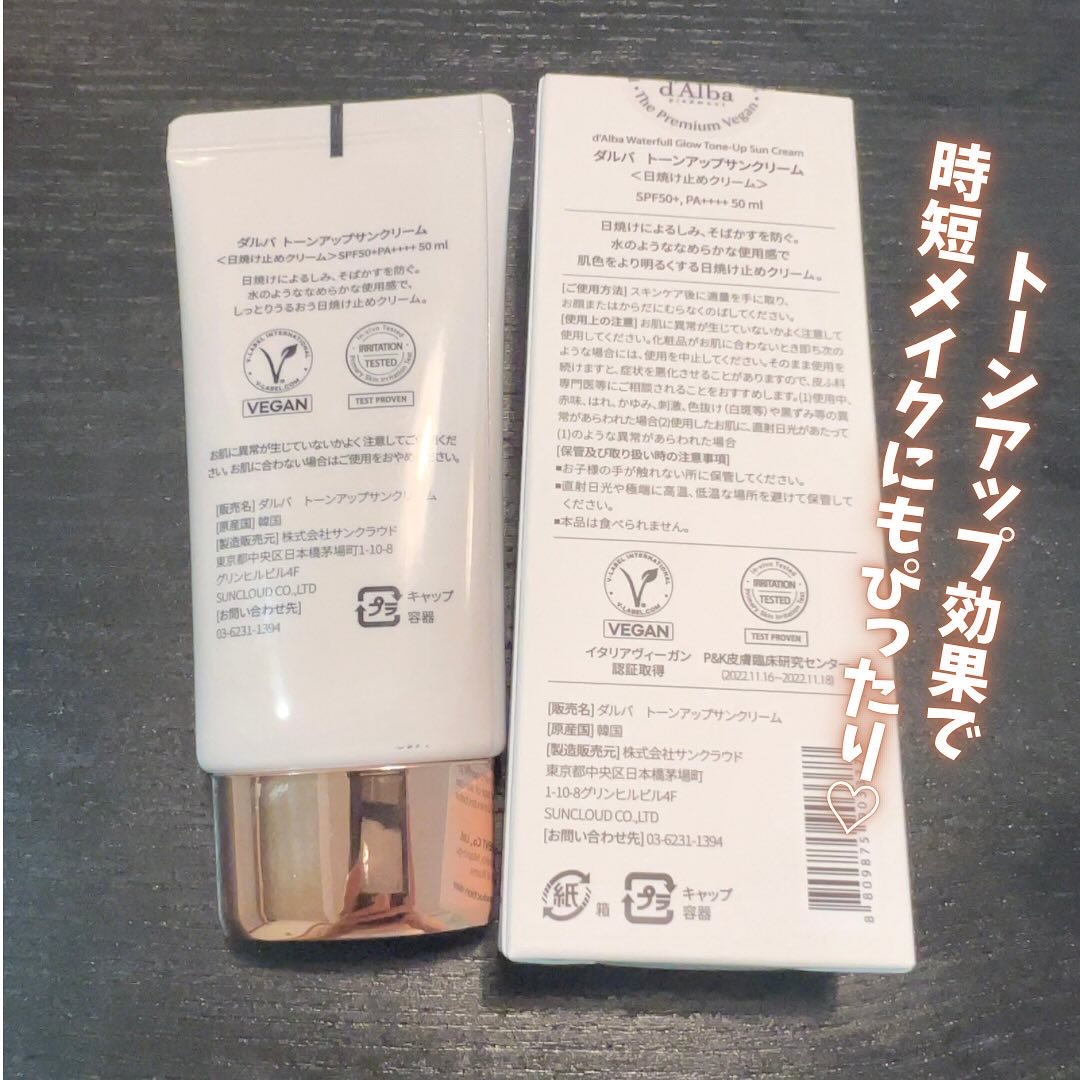 ダルバ トーンアップサンクリーム
<日焼け止めクリーム>SPF50+PA++++ 50 ml
日焼けによるしみ、そばかすを防ぐ。
水のようななめらかな使用感で、
しっとりうるおう日焼け止めクリーム。
V-LABEL INTERNATIONAL
V-LABEL.COM
VEGAN
In-vivo Tested
IRRITATION
TESTED
Primary Skin Irritation Test
TEST PROVEN
お肌に異常が生じていないかよく注意してご
くだ
さい。お肌に合わない場合はご使用をおやめ
ださい。
[販売名] ダルバ トーンアップサンクリーム
[原産国] 韓国
[製造販売元] 株式会社サンクラウド
東京都中央区日本橋茅場町1-10-8
グリンヒルビル4F
SUNCLOUD CO.,LTD
[お問い合わせ先]
03-6231-1394
プラ
キャップ
容器
d'Alba
PIEDMONT
The Premium Vegan
d'Alba Waterfull Glow Tone-Up Sun Cream
ダルバ トーンアップサンクリーム
<日焼け止めクリーム>
SPF50+, PA++++ 50 ml
日焼けによるしみ、そばかすを防ぐ。
水のようななめらかな使用感で
肌色をより明るくする日焼け止めクリーム。
[ご使用方法] スキンケア後に適量を手に取り、
お顔またはからだにむらなくのばしてください。
[使用上の注意] お肌に異常が生じていないかよく注意して
使用してください。化粧品がお肌に合わないとき即ち次の
ような場合には、使用を中止してください。そのまま使用を
続けますと、症状を悪化させることがありますので、皮ふ科
専門医等にご相談されることをおすすめします。(1)使用中、
赤味、はれ、かゆみ、刺激、色抜け(白斑等)や黒ずみ等の異
常があらわれた場合(2)使用したお肌に、直射日光があたって
(1)のような異常があらわれた場合
[保管及び取り扱い時の注意事項]
■お子様の手が触れない所に保管してください。
■直射日光や極端に高温、低温な場所を避けて保管して
ください。
■本品は食べられません。
V-LABEL INTERNATIONAL
V-LABEL.COM
VEGAN
イタリアヴィーガン
認証取得
In-vivo Tested
IRRITATION
TESTED
Primary Skin Irritation Test
TEST PROVEN
P&K皮膚臨床研究センター
(2022.11.16~2022.11.18)
[販売名] ダルバ トーンアップサンクリーム
[原産国] 韓国
[製造販売元] 株式会社サンクラウド
東京都中央区日本橋茅場町
1-10-8グリンヒルビル4F
SUNCLOUD CO.,LTD
[お問い合わせ先] 03-6231-1394
紙
箱
プラ
キャップ
容器
8 809875
トーンアップ効果で
時短メイクにもぴったり♡